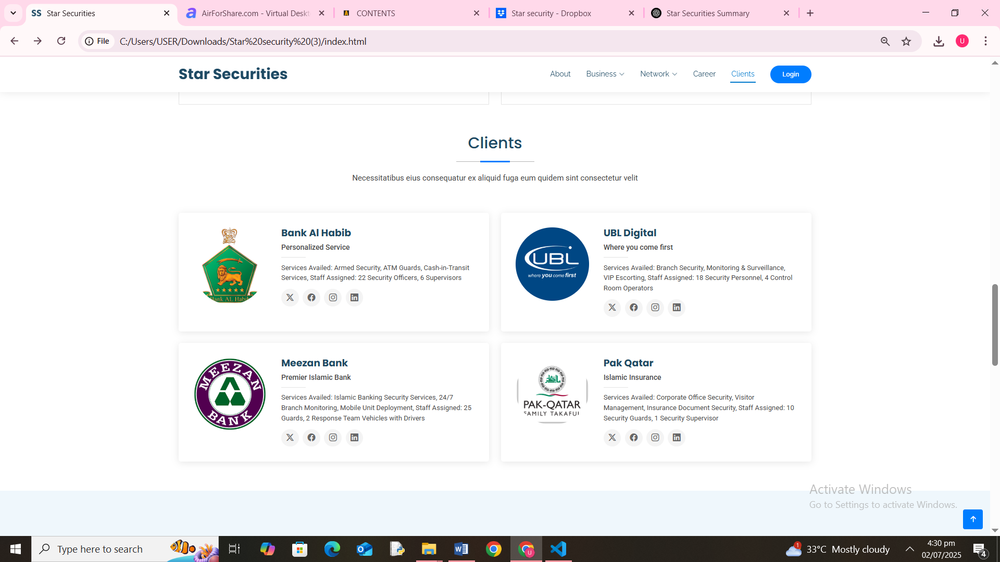 SS Star Securities
AirForShare.com - Virtual Deskt
CONTENTS
Star security - Dropbox
Star Securities Summary
File
C:/Users/USER/Downloads/Star%20security%20(3)/index.html
U
Star Securities
About
Business
Network
Career
Clients
Login
Clients
Necessitatibus eius consequatur ex aliquid fuga eum quidem sint consectetur velit
Bank AL Habib
Bank Al Habib
Personalized Service
Services Availed: Armed Security, ATM Guards, Cash-in-Transit
Services, Staff Assigned: 22 Security Officers, 6 Supervisors
UBL
where you come first
UBL Digital
Where you come first
Services Availed: Branch Security, Monitoring & Surveillance,
VIP Escorting, Staff Assigned: 18 Security Personnel, 4 Control
Room Operators
MEEZAN
BANK
Meezan Bank
Premier Islamic Bank
Services Availed: Islamic Banking Security Services, 24/7
Branch Monitoring, Mobile Unit Deployment, Staff Assigned: 25
Guards, 2 Response Team Vehicles with Drivers
PAK-QATAR
FAMILY TAKAFUL
Pak Qatar
Islamic Insurance
Services Availed: Corporate Office Security, Visitor
Management, Insurance Document Security, Staff Assigned: 10
Security Guards, 1 Security Supervisor
Activate Windows
Go to Settings to activate Windows.
Type here to search
1
33°C Mostly cloudy
4:30 pm
02/07/2025
4